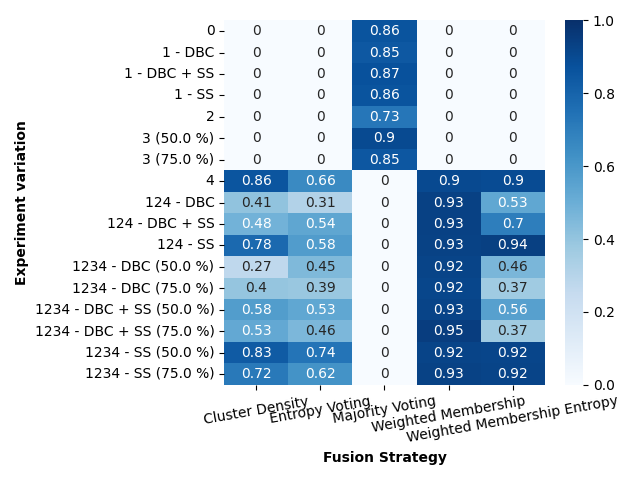 0 0 0 0.86 0 0 1.0
1 - DBC 0 0 0.85 0 0
1 - DBC + SS 0 0 0.87 0 0
1 - SS 0 0 0.86 0 0 0.8
2 0 0 0.73 0 0
3 (50.0 %) 0 0 0.9 0 0
3 (75.0 %) 0 0 0.85 0 0 0.6
4 0.86 0.66 0 0.9 0.9
124 - DBC 0.41 0.31 0 0.93 0.53
124 - DBC + SS 0.48 0.54 0 0.93 0.7
124 - SS 0.78 0.58 0 0.93 0.94 0.4
1234 - DBC (50.0 %) 0.27 0.45 0 0.92 0.46
1234 - DBC (75.0 %) 0.4 0.39 0 0.92 0.37
1234 - DBC + SS (50.0 %) 0.58 0.53 0 0.93 0.56 0.2
1234 - DBC + SS (75.0 %) 0.53 0.46 0 0.95 0.37
1234 - SS (50.0 %) 0.83 0.74 0 0.92 0.92
1234 - SS (75.0 %) 0.72 0.62 0 0.93 0.92 0.0
Experiment variation
Cluster Density
Entropy Voting
Majority Voting
Weighted Membership
Weighted Membership Entropy
Fusion Strategy